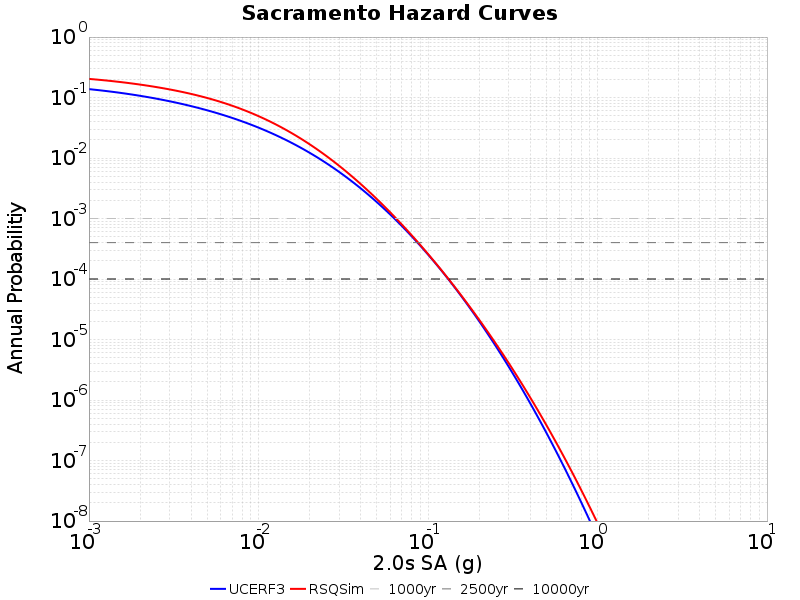 Sacramento Hazard Curves
Annual Probabilitiy
10^0
10^-1
10^-2
10^-3
10^-4
10^-5
10^-6
10^-7
10^-8
10^-3 10^-2 10^-1 10^0 10^1
2.0s SA (g)
UCERF3 RSQSim 1000yr 2500yr 10000yr